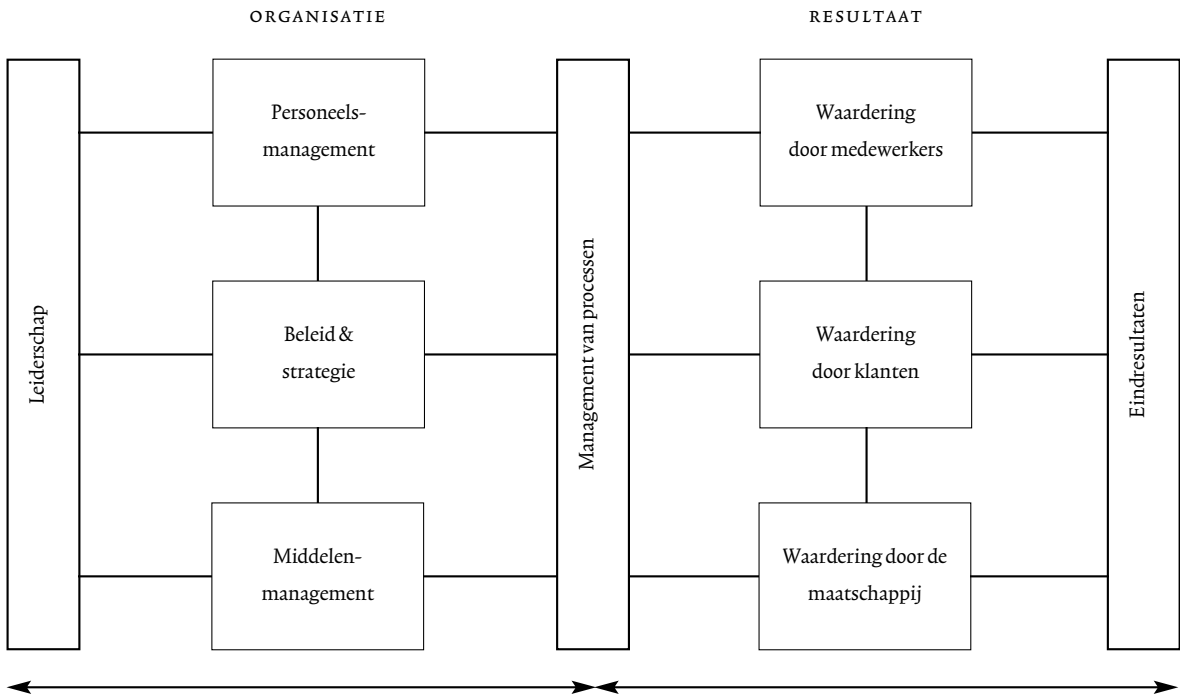 ORGANISATIE
RESULTAAT
Leiderschap
Personeels-
management
Beleid &
strategie
Middelen-
management
Management van processen
Waardering
door medewerkers
Waardering
door klanten
Waardering door de
maatschappij
Eindresultaten